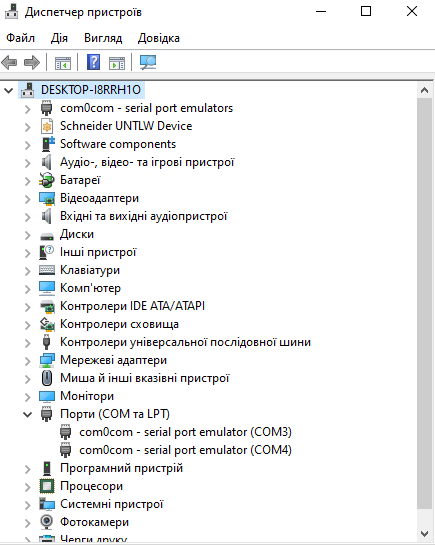 Диспетчер пристроїв
Файл Дія Вигляд Довідка
DESKTOP-I8RRH1O
com0com - serial port emulators
Schneider UNTLW Device
Software components
Аудіо-, відео- та ігрові пристрої
Батареї
Відеоадаптери
Вхідні та вихідні аудіопристрої
Диски
Інші пристрої
Клавіатури
Комп'ютер
Контролери IDE ATA/ATAPI
Контролери сховища
Контролери універсальної послідовної шини
Мережеві адаптери
Миша й інші вказівні пристрої
Монітори
Порти (COM та LPT)
com0com - serial port emulator (COM3)
com0com - serial port emulator (COM4)
Програмний пристрій
Процесори
Системні пристрої
Фотокамери
Черги друку